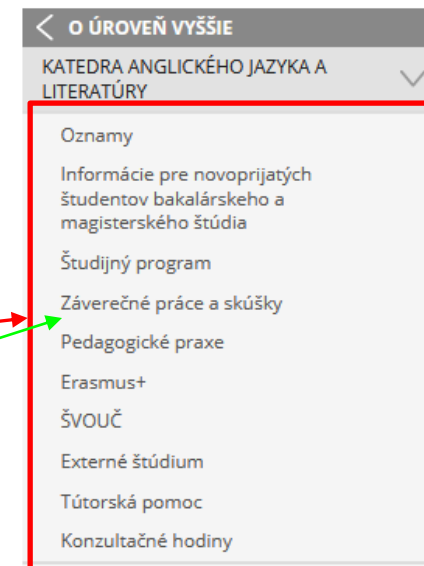 O ÚROVEŇ VYŠŠIE
KATEDRA ANGLICKÉHO JAZYKA A
LITERATÚRY
Oznamy
Informácie pre novoprijatých
študentov bakalárskeho a
magisterského štúdia
Študijný program
Záverečné práce a skúšky
Pedagogické praxe
Erasmus+
ŠVOUČ
Externé štúdium
Tútorská pomoc
Konzultačné hodiny